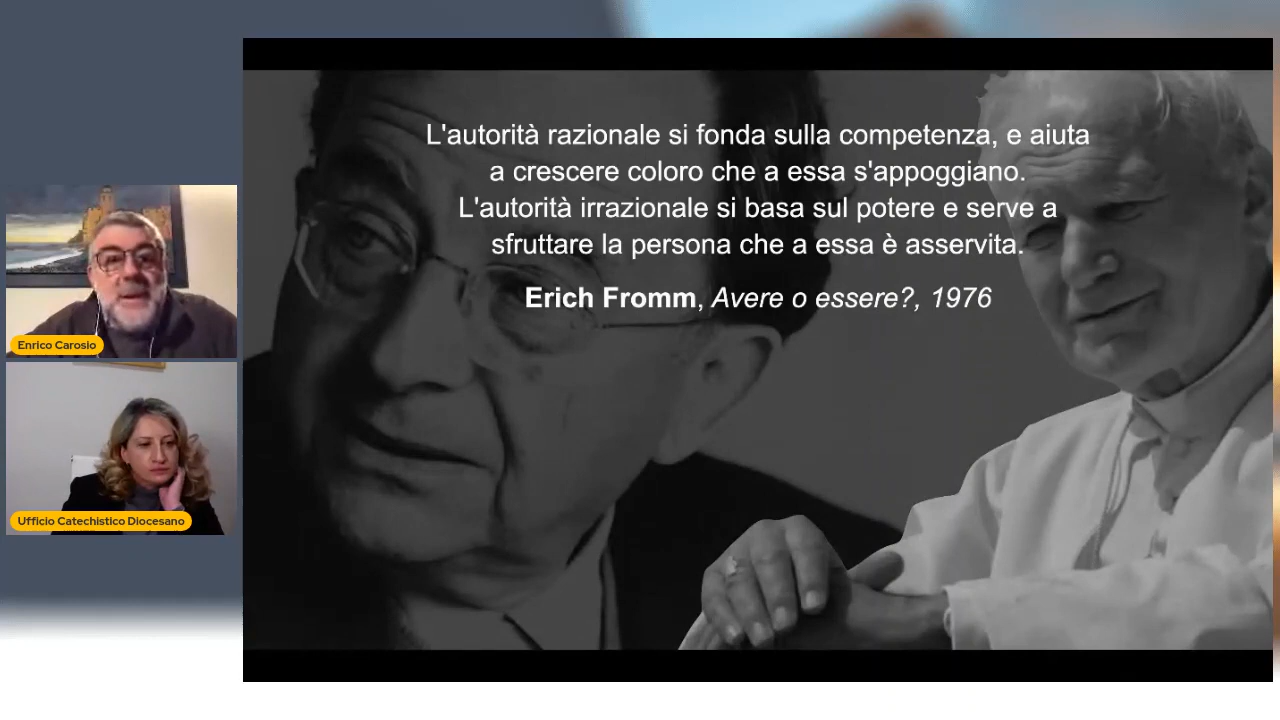 L'autorità razionale si fonda sulla competenza, e aiuta
a crescere coloro che a essa s'appoggiano.
L'autorità irrazionale si basa sul potere e serve a
sfruttare la persona che a essa è asservita.
Erich Fromm, Avere o essere?, 1976
Enrico Carosio
Ufficio Catechistico Diocesano